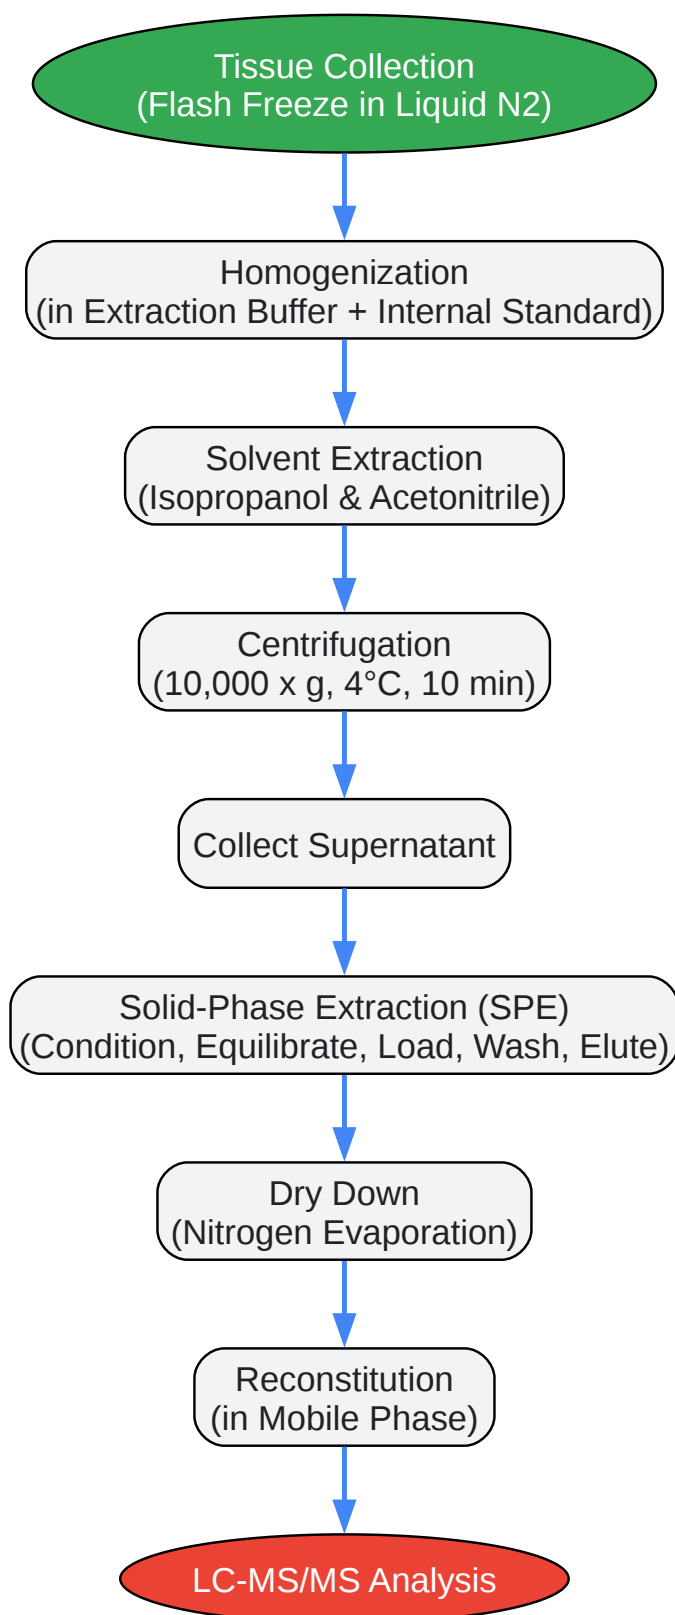 Tissue Collection
(Flash Freeze in Liquid N2)
Homogenization
(in Extraction Buffer + Internal Standard)
Solvent Extraction
(Isopropanol & Acetonitrile)
Centrifugation
(10,000 x g, 4°C, 10 min)
Collect Supernatant
Solid-Phase Extraction (SPE)
(Condition, Equilibrate, Load, Wash, Elute)
Dry Down
(Nitrogen Evaporation)
Reconstitution
(in Mobile Phase)
LC-MS/MS Analysis